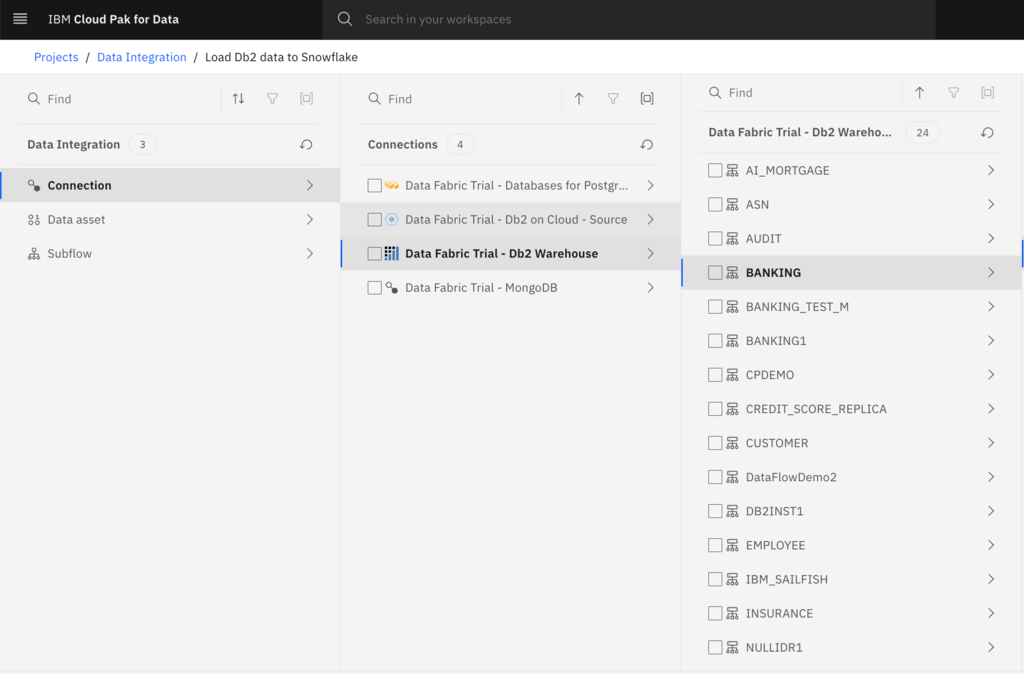 IBM Cloud Pak for Data
Search in your workspaces
Projects / Data Integration / Load Db2 data to Snowflake
Find
Data Integration 3
Connection
Data asset
Subflow
Find
Connections 4
Data Fabric Trial - Databases for Postgr...
Data Fabric Trial - Db2 on Cloud - Source
Data Fabric Trial - Db2 Warehouse
Data Fabric Trial - MongoDB
Find
Data Fabric Trial - Db2 Wareho... 24
AI_MORTGAGE
ASN
AUDIT
BANKING
BANKING_TEST_M
BANKING1
CPDEMO
CREDIT_SCORE_REPLICA
CUSTOMER
DataFlowDemo2
DB2INST1
EMPLOYEE
IBM_SAILFISH
INSURANCE
NULLIDR1